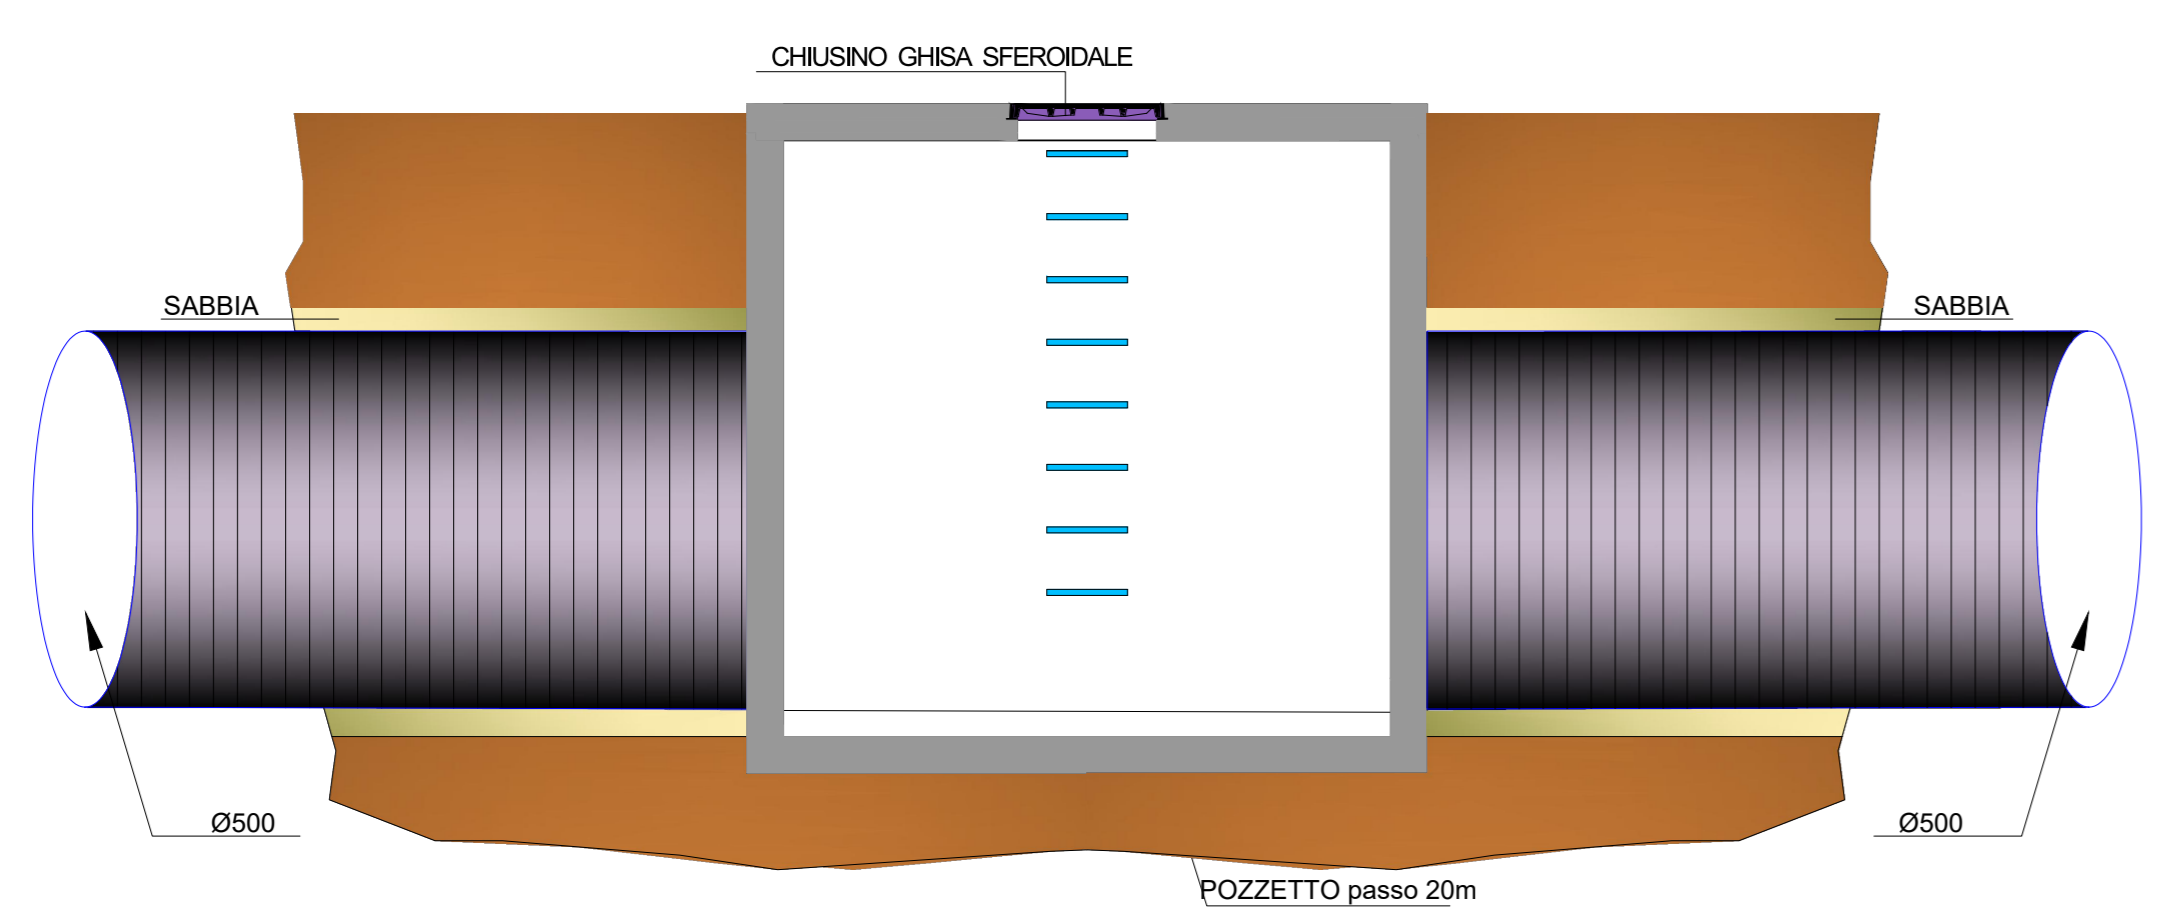 CHIUSINO GHISA SFEROIDALE
SABBIA
SABBIA
Ø500
Ø500
POZZETTO passo 20m